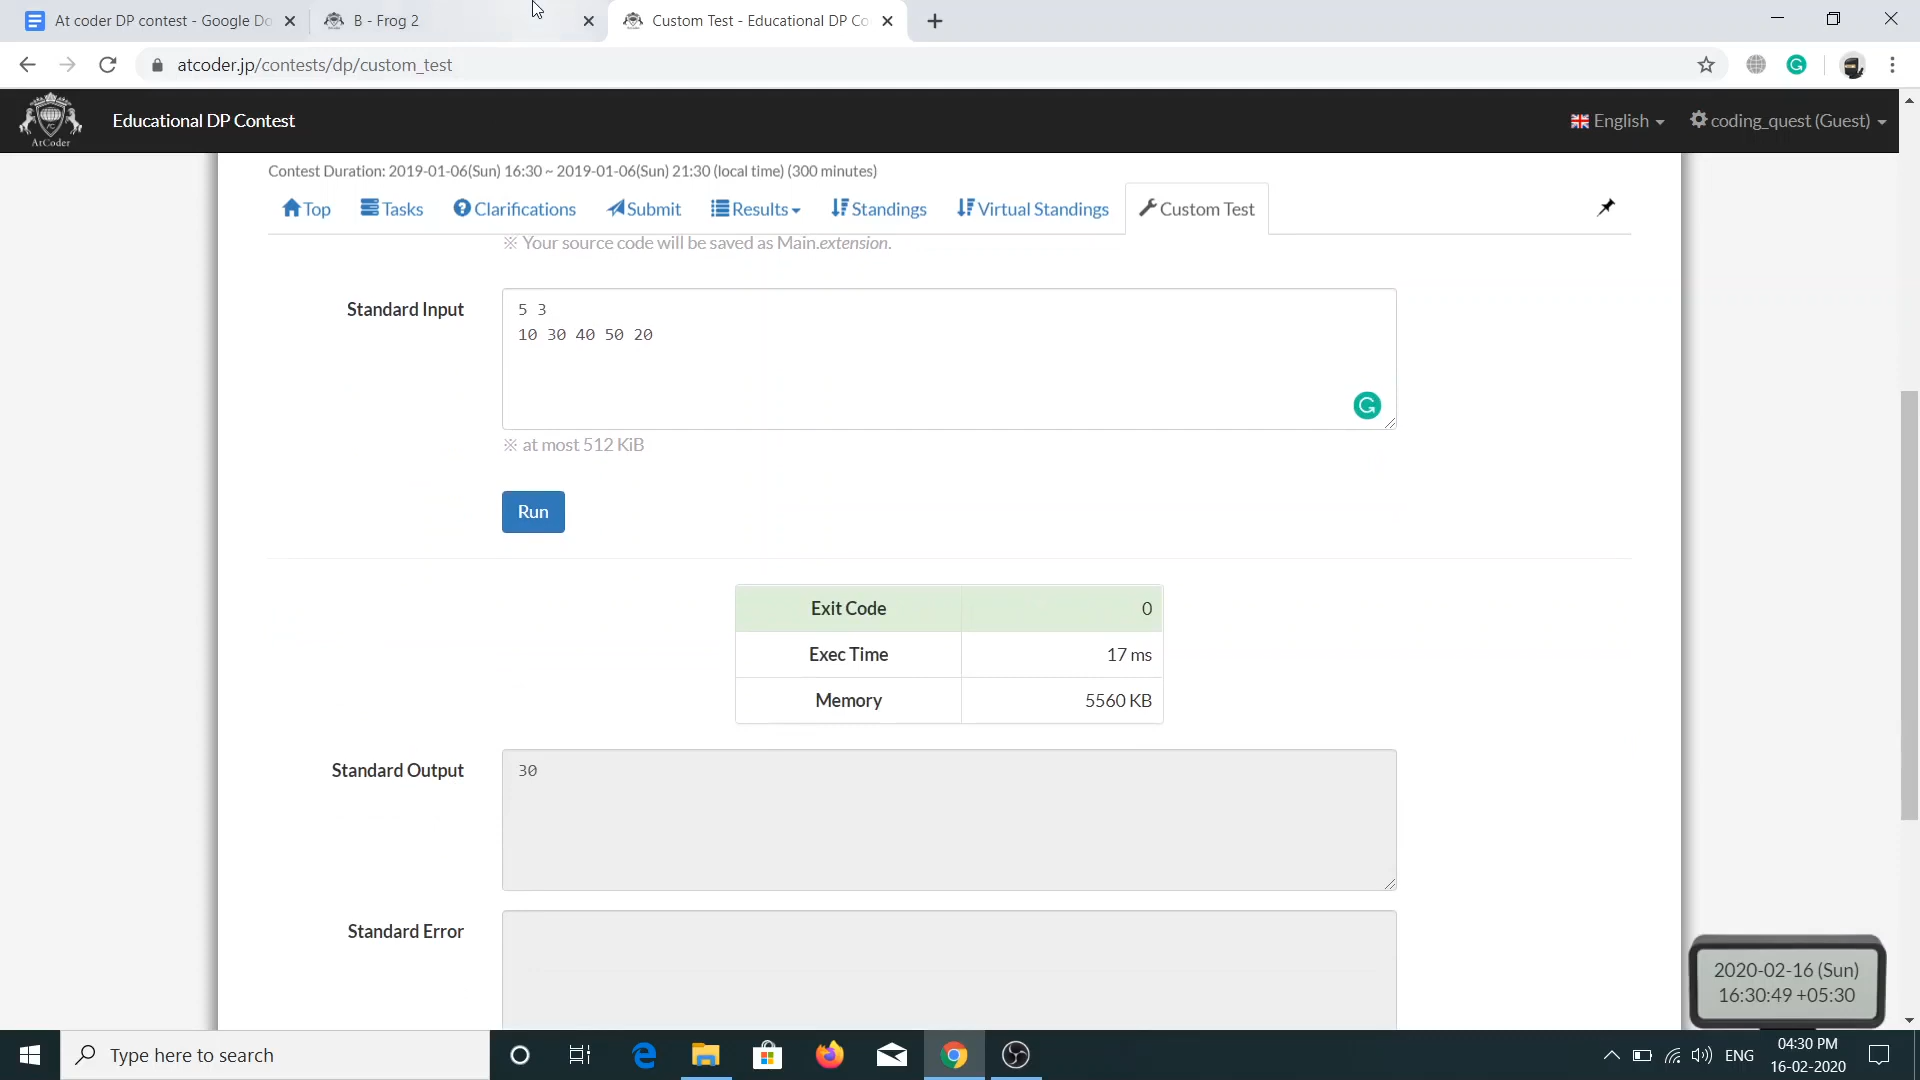 At coder DP contest - Google Do
B - Frog 2
Custom Test - Educational DP Co
atcoder.jp/contests/dp/custom_test
AtCoder
Educational DP Contest
English
coding_quest (Guest)
Contest Duration: 2019-01-06(Sun) 16:30 ~ 2019-01-06(Sun) 21:30 (local time) (300 minutes)
Top
Tasks
Clarifications
Submit
Results
Standings
Virtual Standings
Custom Test
※ Your source code will be saved as Main.extension.
Standard Input
5 3
10 30 40 50 20
※ at most 512 KiB
Run
Exit Code 0
Exec Time 17 ms
Memory 5560 KB
Standard Output
30
Standard Error
2020-02-16 (Sun)
16:30:49 +05:30
Type here to search
ENG
04:30 PM
16-02-2020